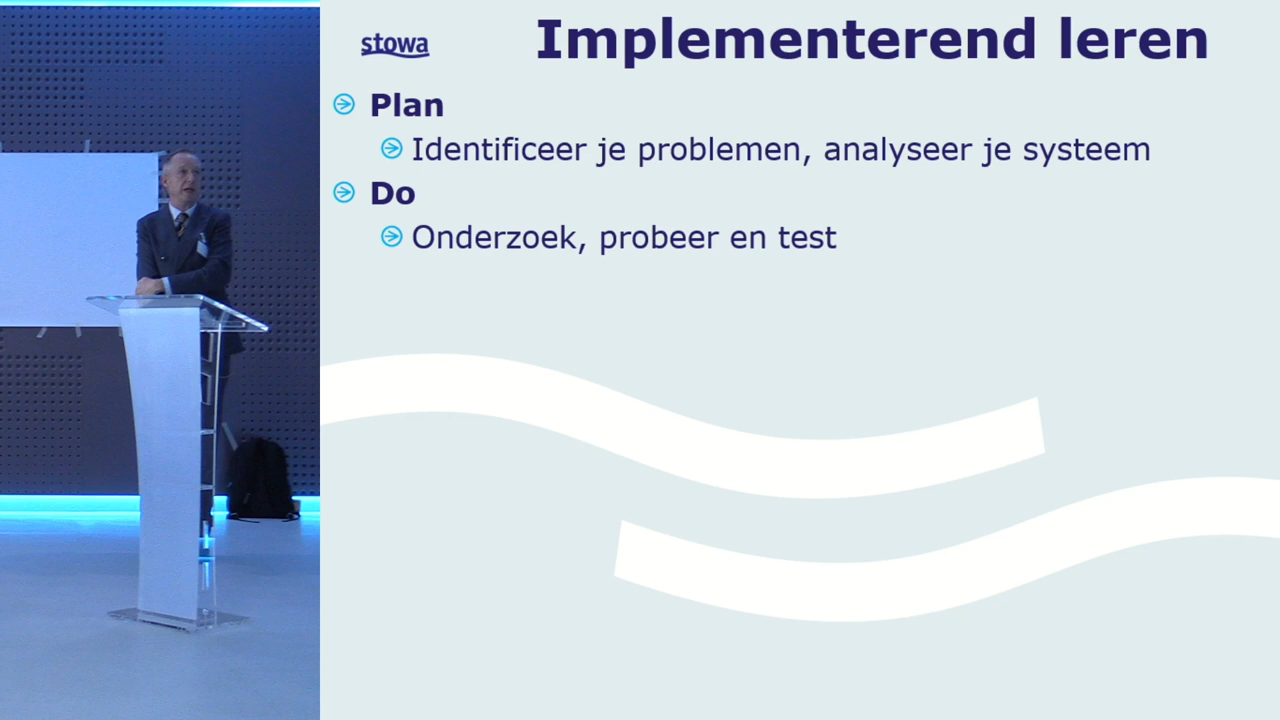 stowa
Implementerend leren
Plan
Identificeer je problemen, analyseer je systeem
Do
Onderzoek, probeer en test